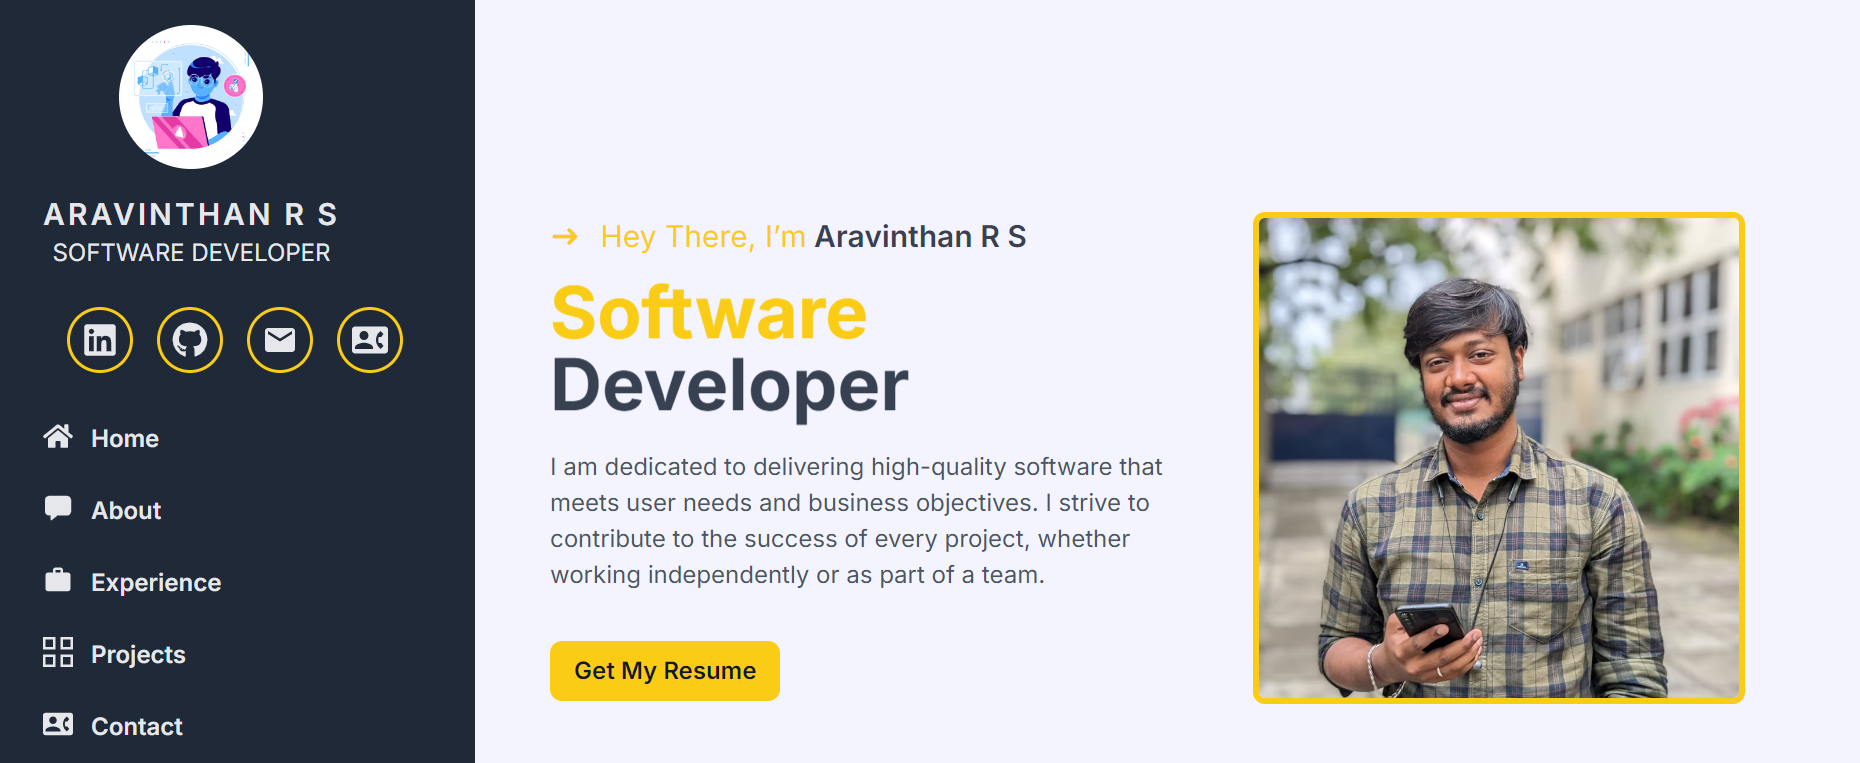 ARAVINTHAN R S
SOFTWARE DEVELOPER
in
Home
About
Experience
Projects
Contact
Hey There, I’m Aravinthan R S
Software
Developer
I am dedicated to delivering high-quality software that
meets user needs and business objectives. I strive to
contribute to the success of every project, whether
working independently or as part of a team.
Get My Resume